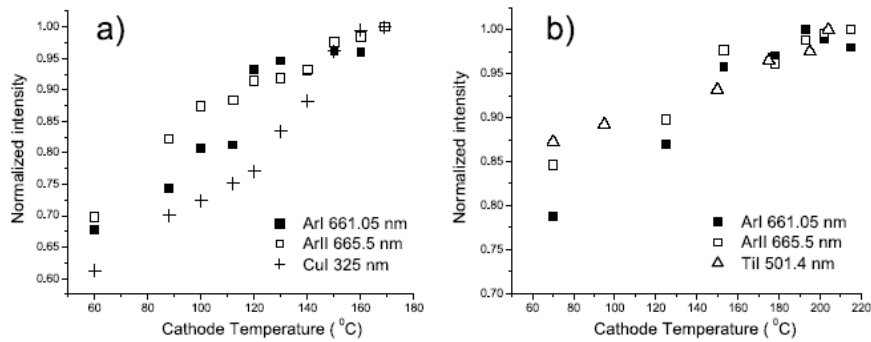 a)
Normalized intensity
1.00
0.95
0.90
0.85
0.80
0.75
0.70
0.65
0.60
ArI 661.05 nm
ArII 665.5 nm
CuI 325 nm
60 80 100 120 140 160 180
Cathode Temperature ( ⁰C)
b)
Normalized intensity
1.00
0.95
0.90
0.85
0.80
0.75
0.70
ArI 661.05 nm
ArII 665.5 nm
TiI 501.4 nm
60 80 100 120 140 160 180 200 220
Cathode Temperature ( ⁰C)